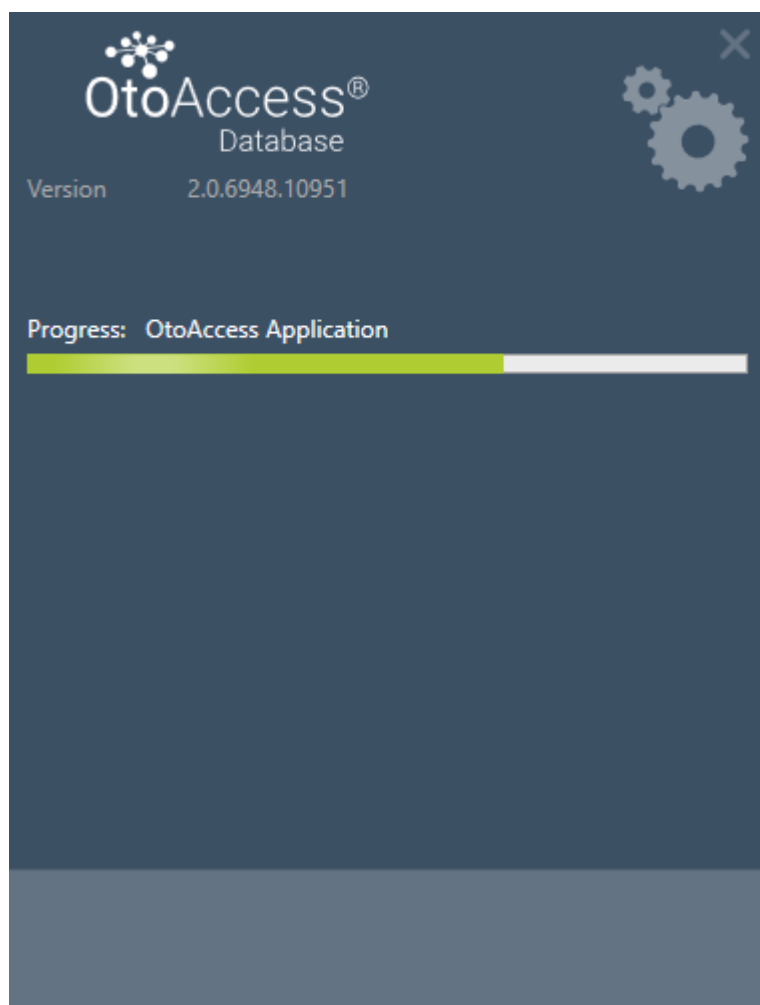 OtoAccess®
Database
Version 2.0.6948.10951
Progress: OtoAccess Application